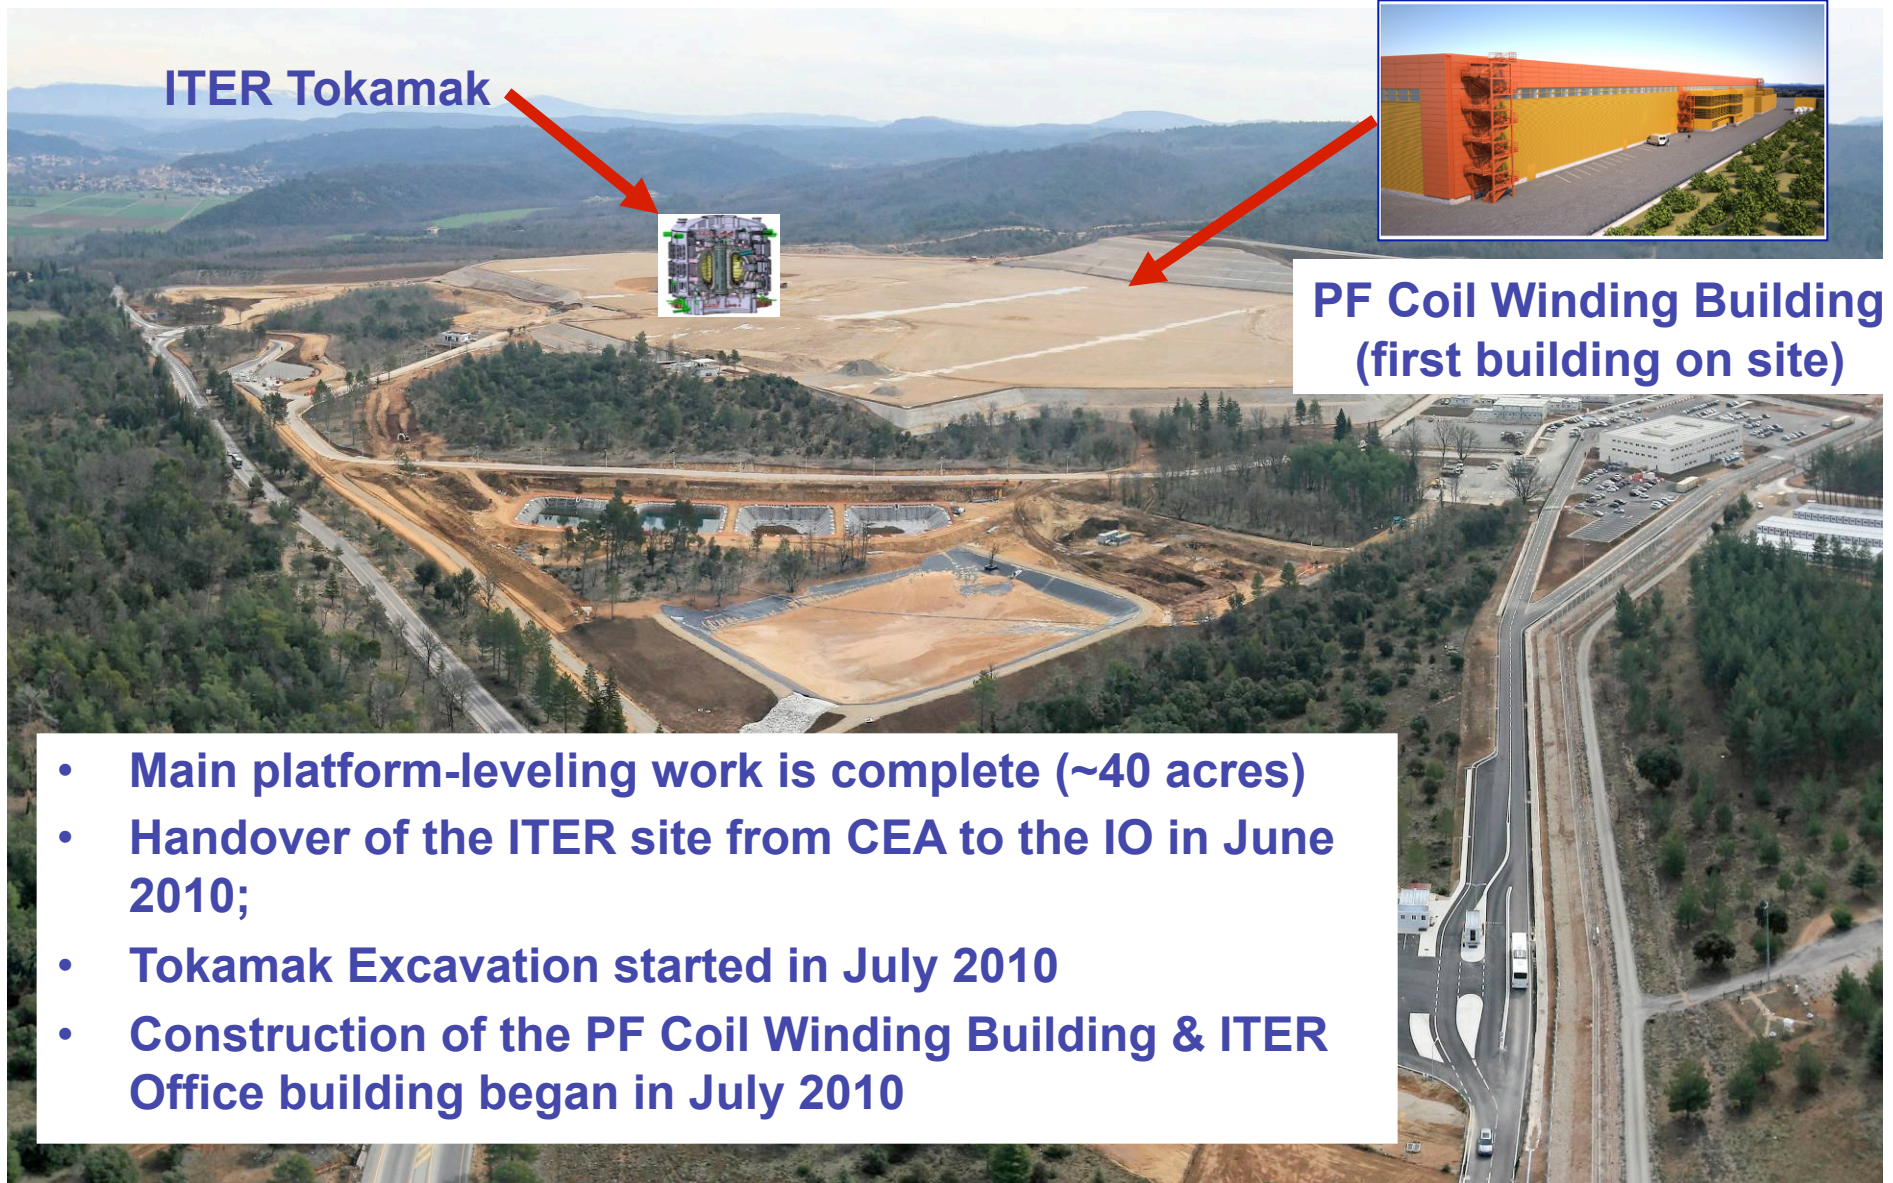 ITER Tokamak
PF Coil Winding Building
(first building on site)
• Main platform-leveling work is complete (~40 acres)
• Handover of the ITER site from CEA to the IO in June
2010;
• Tokamak Excavation started in July 2010
• Construction of the PF Coil Winding Building & ITER
Office building began in July 2010